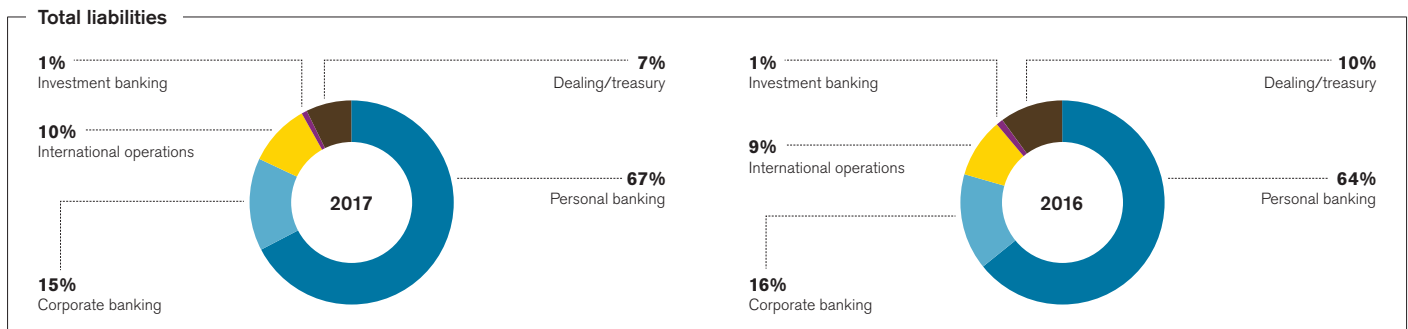 Total liabilities
1%
Investment banking
7%
Dealing/treasury
10%
International operations
67%
Personal banking
2017
15%
Corporate banking
1%
Investment banking
10%
Dealing/treasury
9%
International operations
64%
Personal banking
2016
16%
Corporate banking